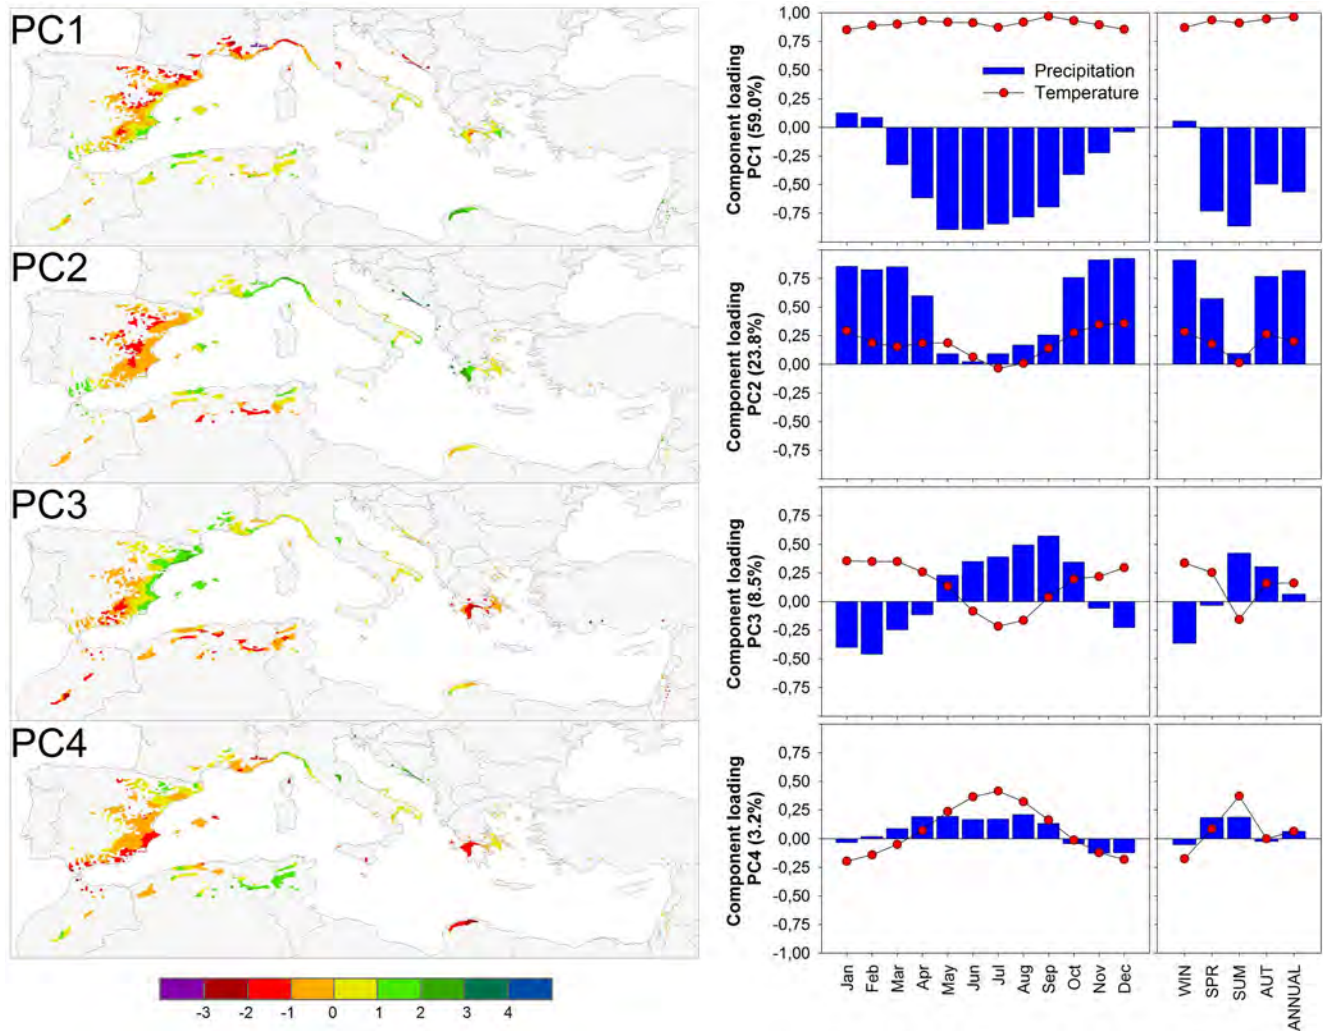 PC1
1,00
0,75
0,50
0,25
0,00
-0,25
-0,50
-0,75
Component loading
PC1 (59.0%)
Precipitation
Temperature
PC2
0,75
0,50
0,25
0,00
-0,25
-0,50
-0,75
Component loading
PC2 (23.8%)
PC3
0,75
0,50
0,25
0,00
-0,25
-0,50
-0,75
Component loading
PC3 (8.5%)
PC4
0,75
0,50
0,25
0,00
-0,25
-0,50
-0,75
-1,00
Component loading
PC4 (3.2%)
Jan Feb Mar Apr May Jun Jul Aug Sep Oct Nov Dec
WIN SPR SUM AUT ANNUAL
-3 -2 -1 0 1 2 3 4